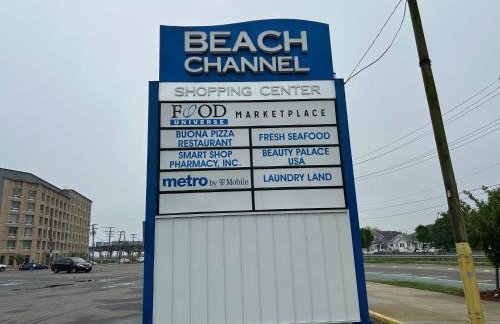 BEACH
CHANNEL
SHOPPING CENTER
FOOD
UNIVERSE
MARKETPLACE
BUONA PIZZA
RESTAURANT
FRESH SEAFOOD
SMART SHOP
PHARMACY, INC.
BEAUTY PALACE
USA
metro by T Mobile
LAUNDRY LAND